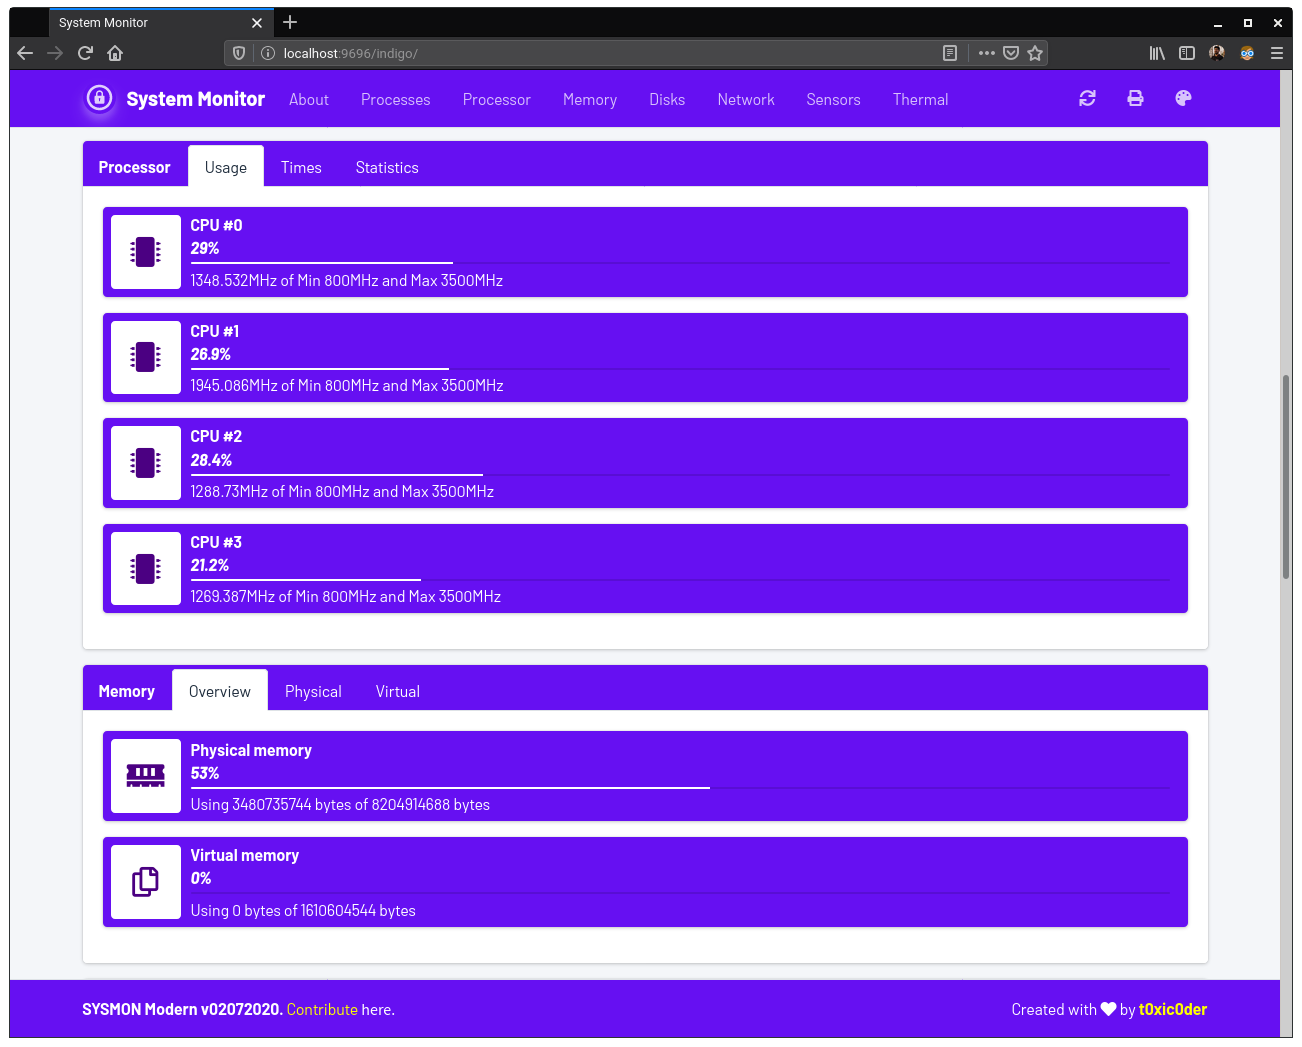 System Monitor
localhost:9696/indigo/
System Monitor About Processes Processor Memory Disks Network Sensors Thermal
Processor Usage Times Statistics
CPU #0
29%
1348.532MHz of Min 800MHz and Max 3500MHz
CPU #1
26.9%
1945.086MHz of Min 800MHz and Max 3500MHz
CPU #2
28.4%
1288.73MHz of Min 800MHz and Max 3500MHz
CPU #3
21.2%
1269.387MHz of Min 800MHz and Max 3500MHz
Memory Overview Physical Virtual
Physical memory
53%
Using 3480735744 bytes of 8204914688 bytes
Virtual memory
0%
Using 0 bytes of 1610604544 bytes
SYSMON Modern v02072020. Contribute here. Created with ♥ by t0xic0der